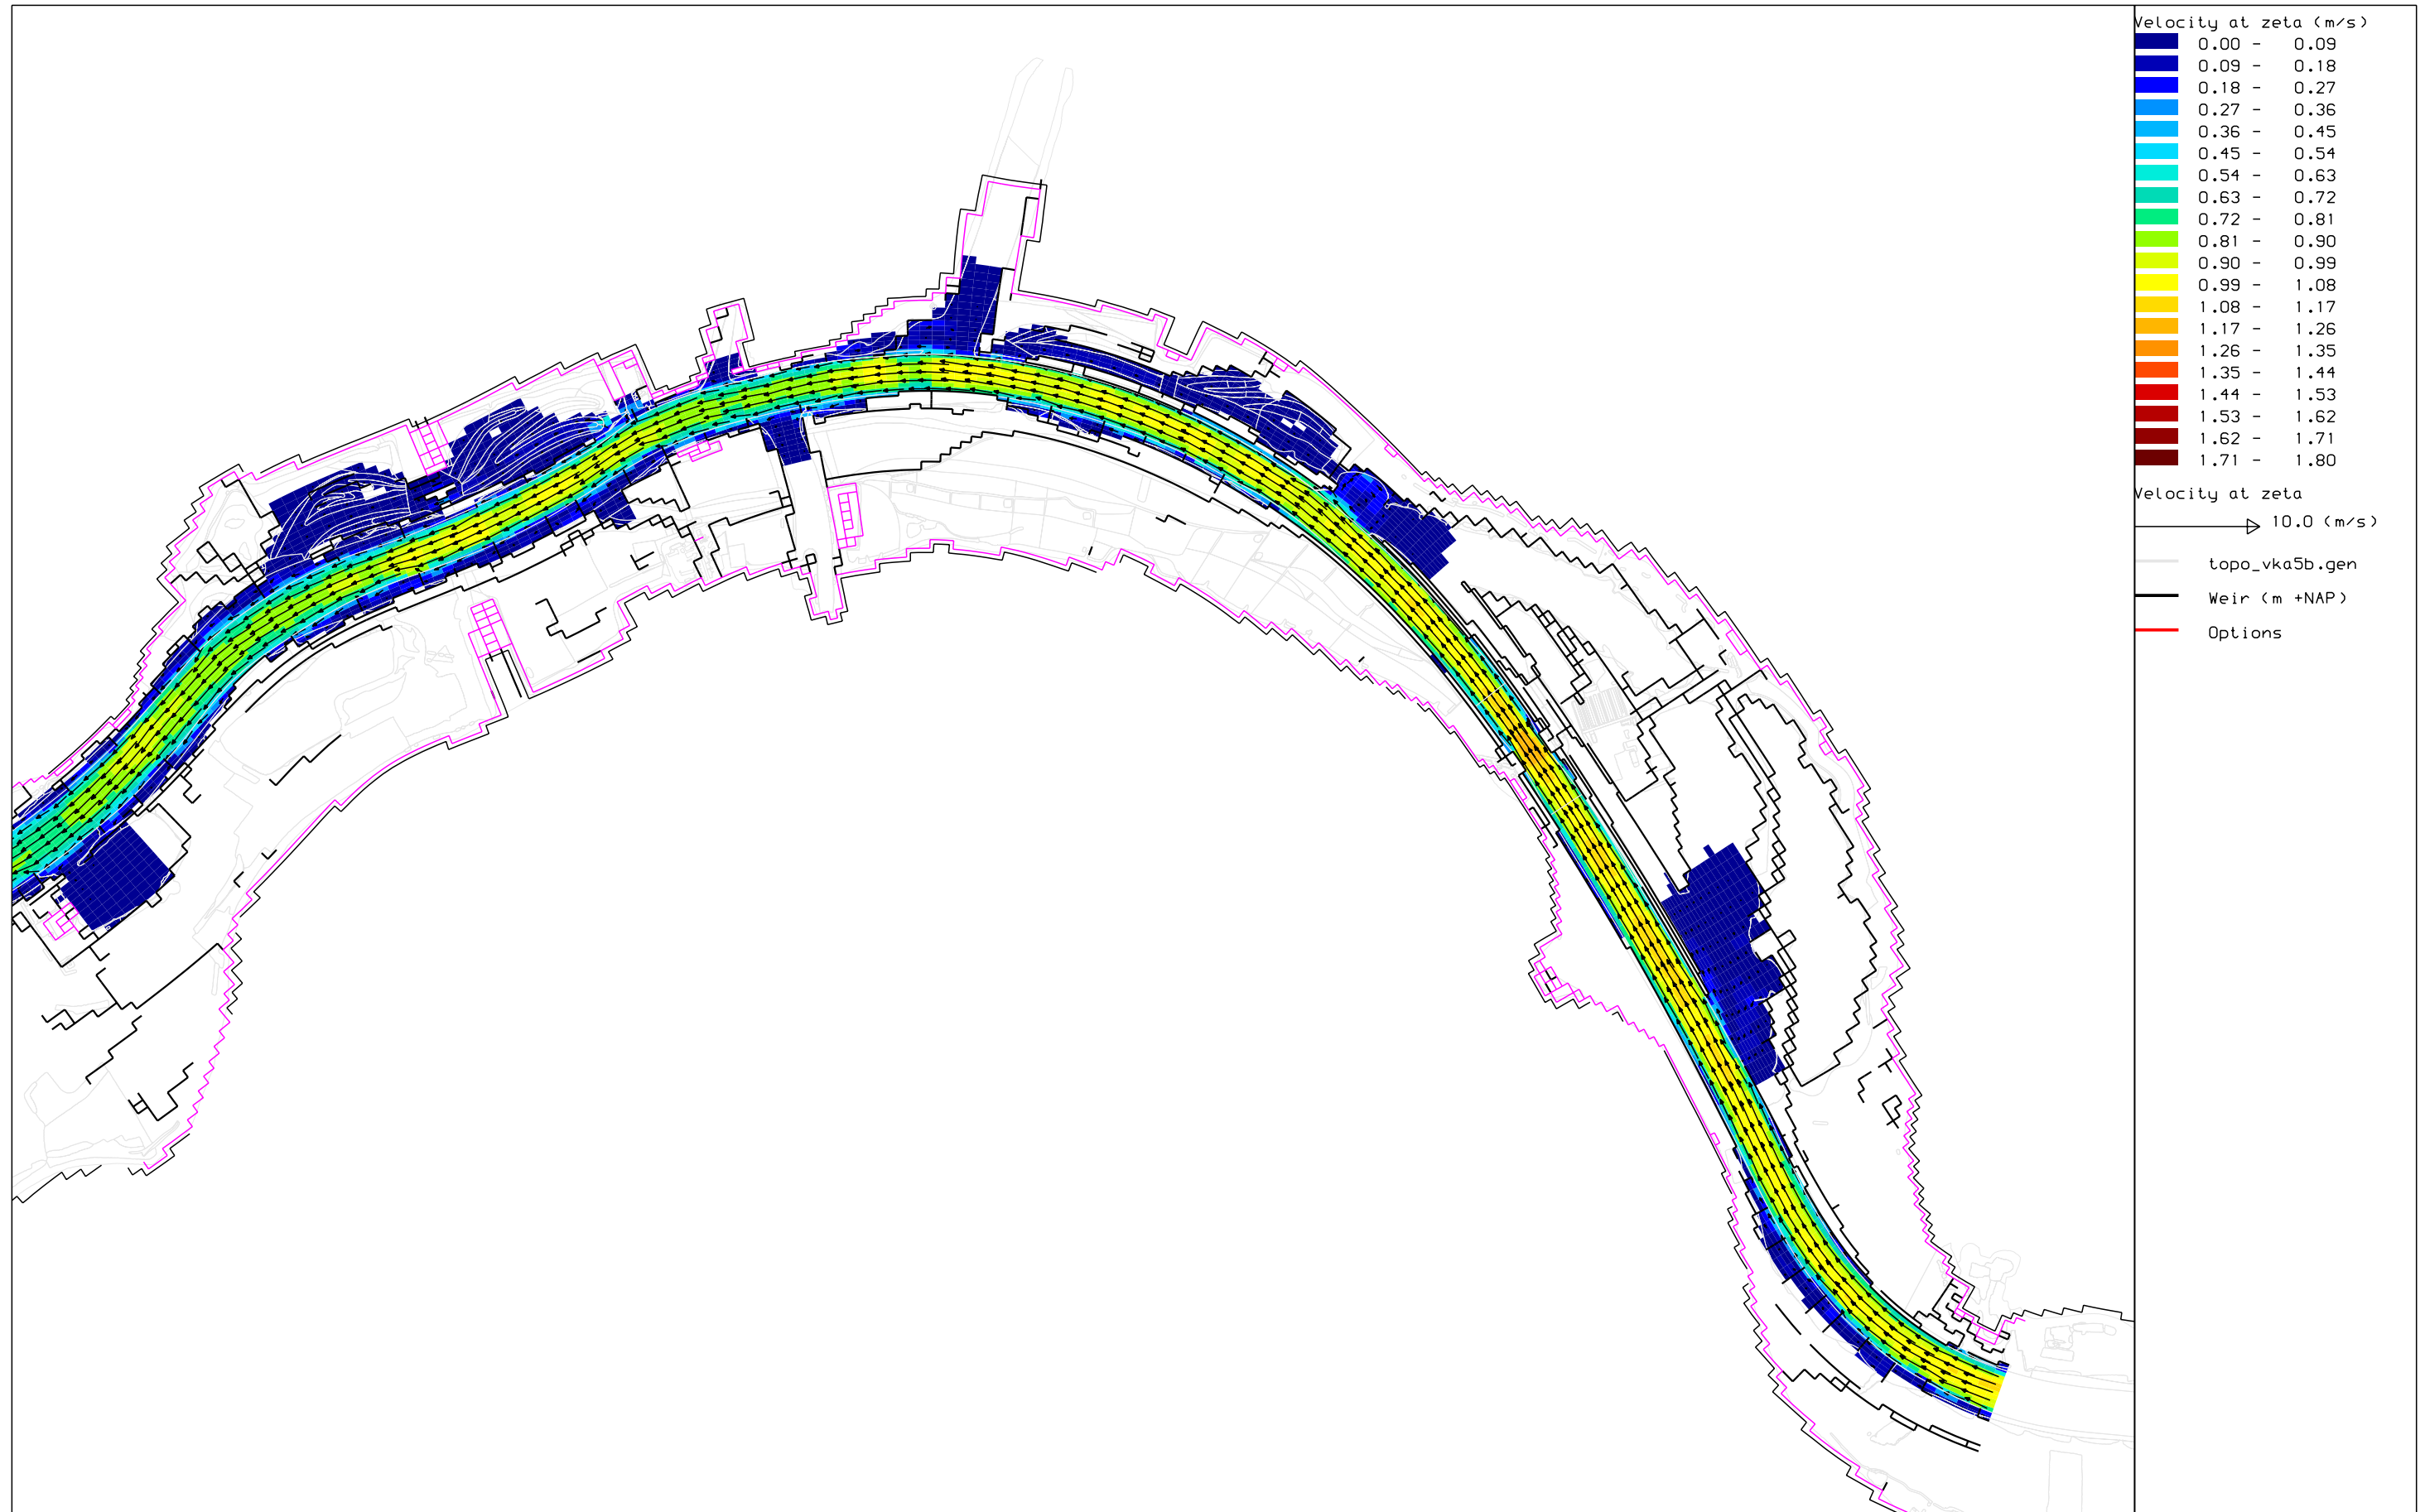 Velocity at zeta (m/s)
0.00 - 0.09
0.09 - 0.18
0.18 - 0.27
0.27 - 0.36
0.36 - 0.45
0.45 - 0.54
0.54 - 0.63
0.63 - 0.72
0.72 - 0.81
0.81 - 0.90
0.90 - 0.99
0.99 - 1.08
1.08 - 1.17
1.17 - 1.26
1.26 - 1.35
1.35 - 1.44
1.44 - 1.53
1.53 - 1.62
1.62 - 1.71
1.71 - 1.80
Velocity at zeta
10.0 (m/s)
topo_vka5b.gen
Weir (m +NAP)
Options